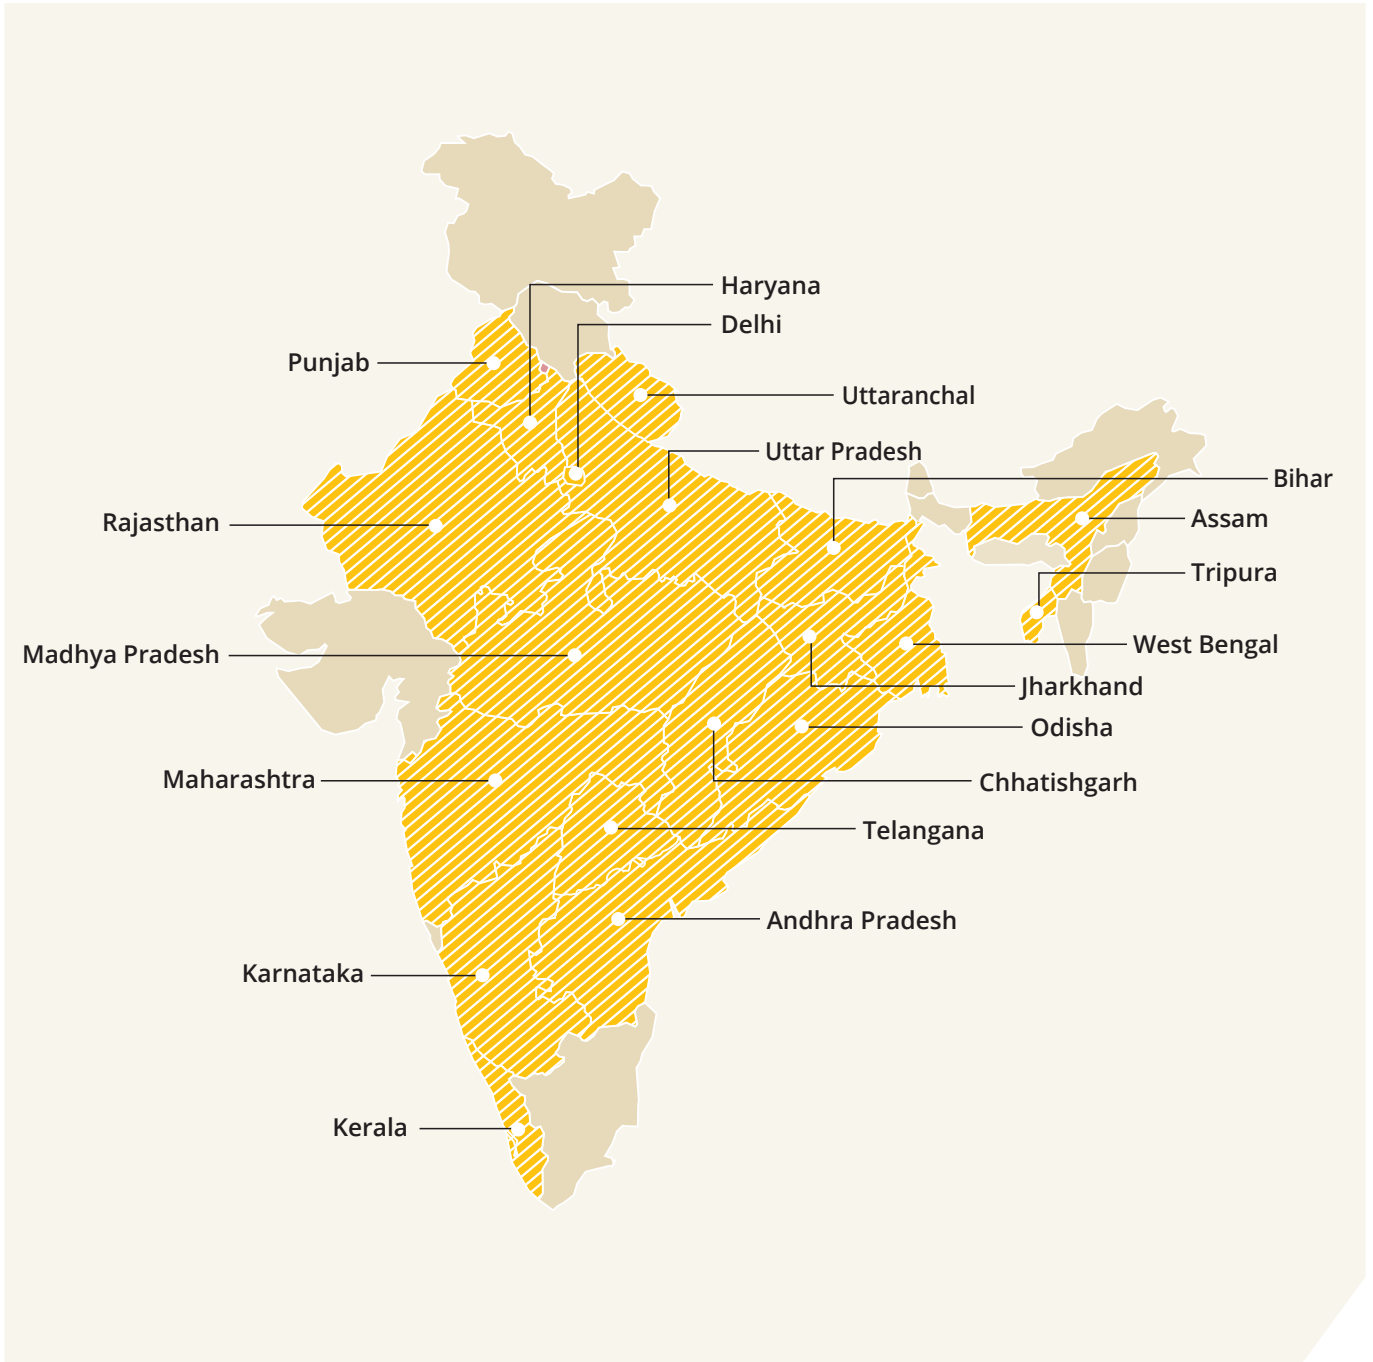 Haryana
Delhi
Punjab
Uttaranchal
Uttar Pradesh
Bihar
Rajasthan
Assam
Tripura
West Bengal
Madhya Pradesh
Jharkhand
Odisha
Maharashtra
Chhatishgarh
Telangana
Andhra Pradesh
Karnataka
Kerala